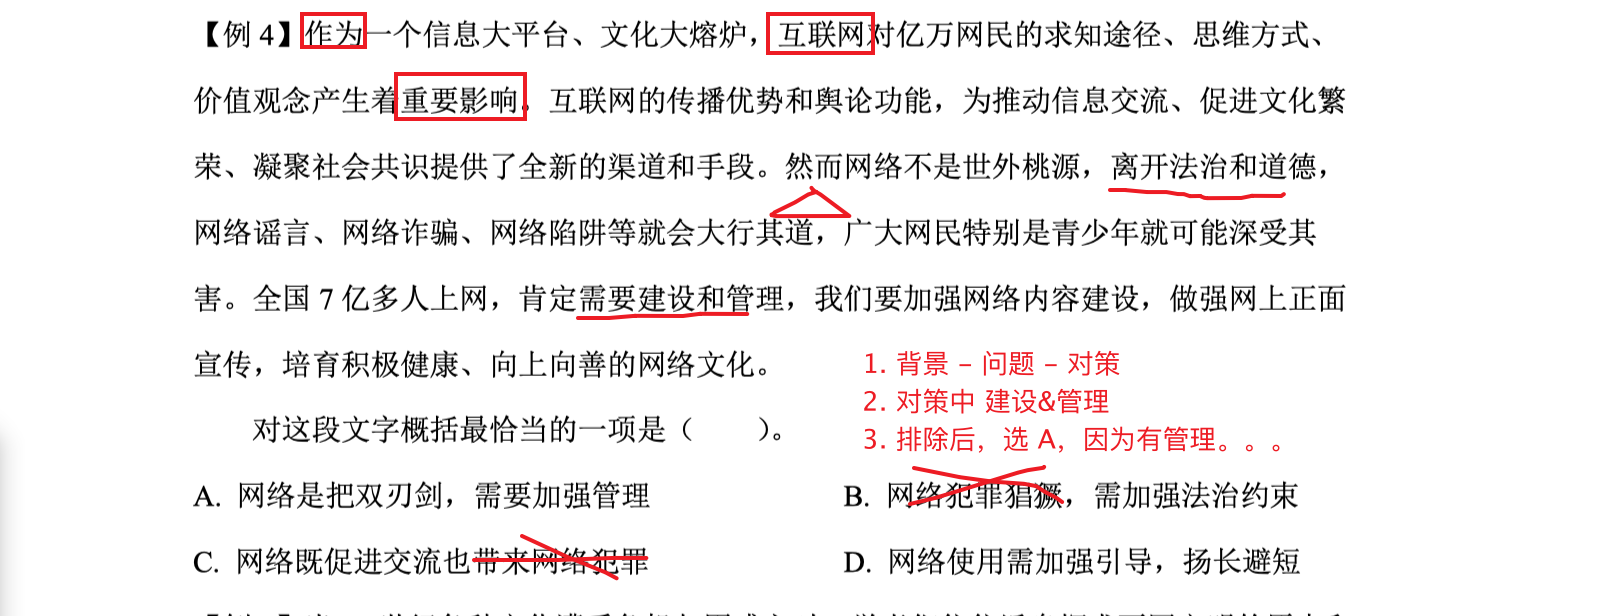 【例 4】作为一个信息大平台、文化大熔炉，互联网对亿万网民的求知途径、思维方式、
价值观念产生着重要影响。互联网的传播优势和舆论功能，为推动信息交流、促进文化繁
荣、凝聚社会共识提供了全新的渠道和手段。然而网络不是世外桃源，离开法治和道德，
网络谣言、网络诈骗、网络陷阱等就会大行其道，广大网民特别是青少年就可能深受其
害。全国 7 亿多人上网，肯定需要建设和管理，我们要加强网络内容建设，做强网上正面
宣传，培育积极健康、向上向善的网络文化。
1. 背景 – 问题 – 对策
2. 对策中 建设&管理
3. 排除后，选 A，因为有管理。。。
对这段文字概括最恰当的一项是（　　）。
A. 网络是把双刃剑，需要加强管理
B. 网络犯罪猖獗，需加强法治约束
C. 网络既促进交流也带来网络犯罪
D. 网络使用需加强引导，扬长避短